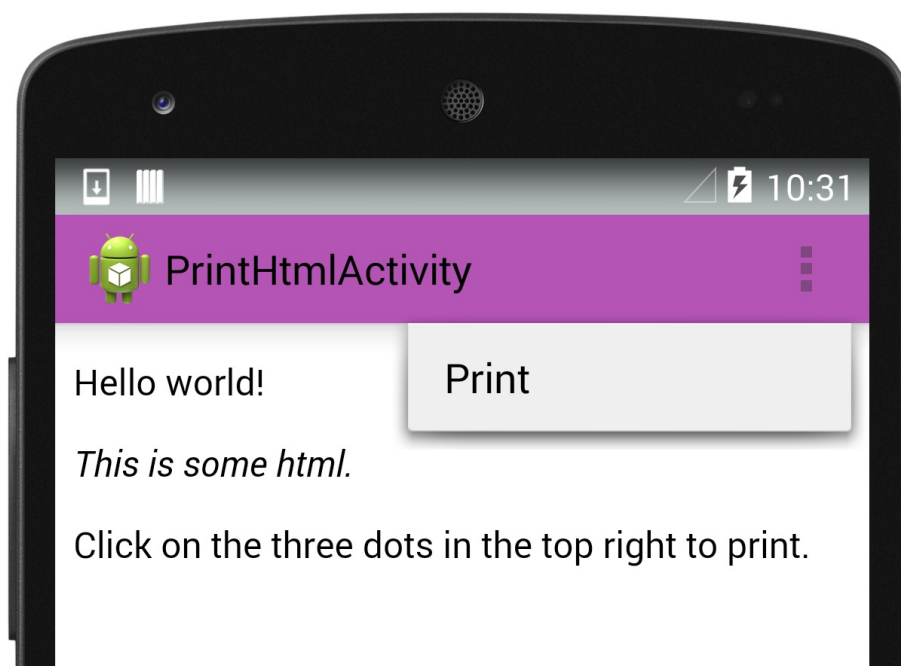 10:31
PrintHtmlActivity
Print
Hello world!
This is some html.
Click on the three dots in the top right to print.